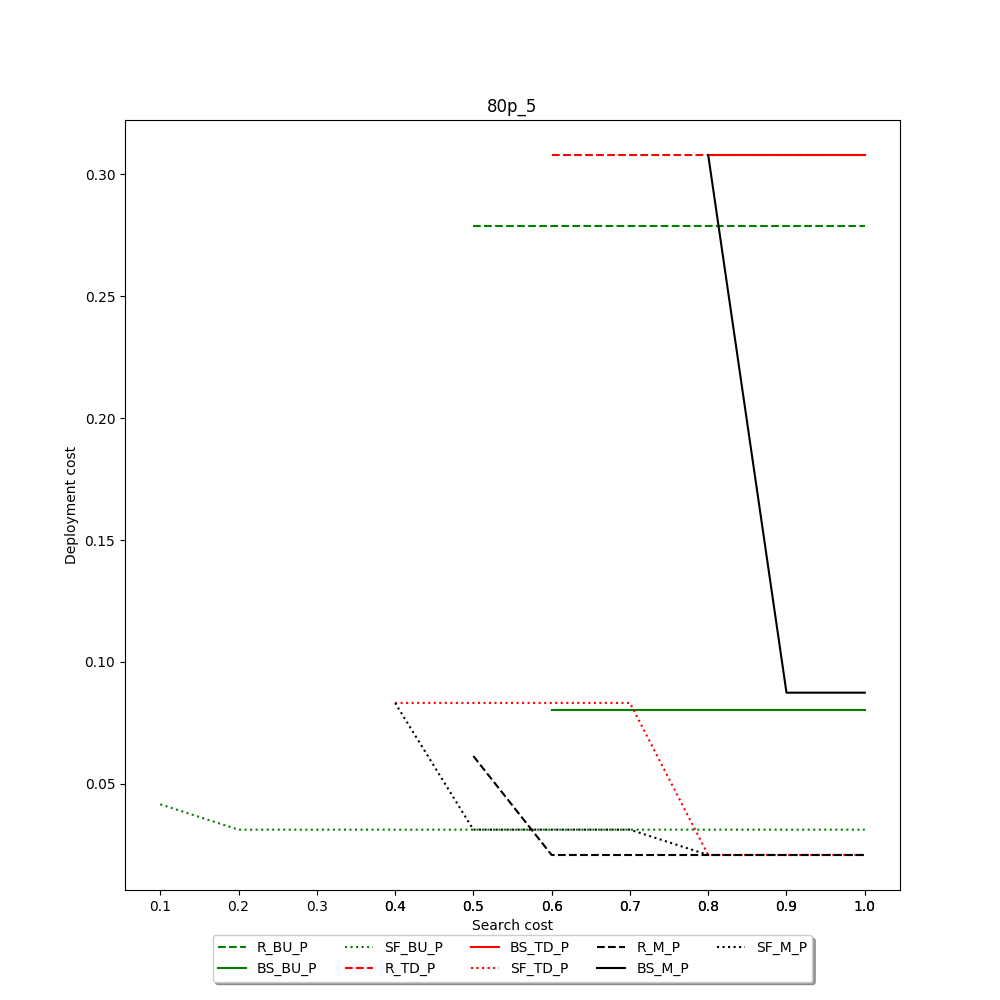 80p_5
Deployment cost
0.30
0.25
0.20
0.15
0.10
0.05
0.1 0.2 0.3 0.4 0.5 0.6 0.7 0.8 0.9 1.0
Search cost
R_BU_P SF_BU_P BS_TD_P R_M_P SF_M_P
BS_BU_P R_TD_P SF_TD_P BS_M_P